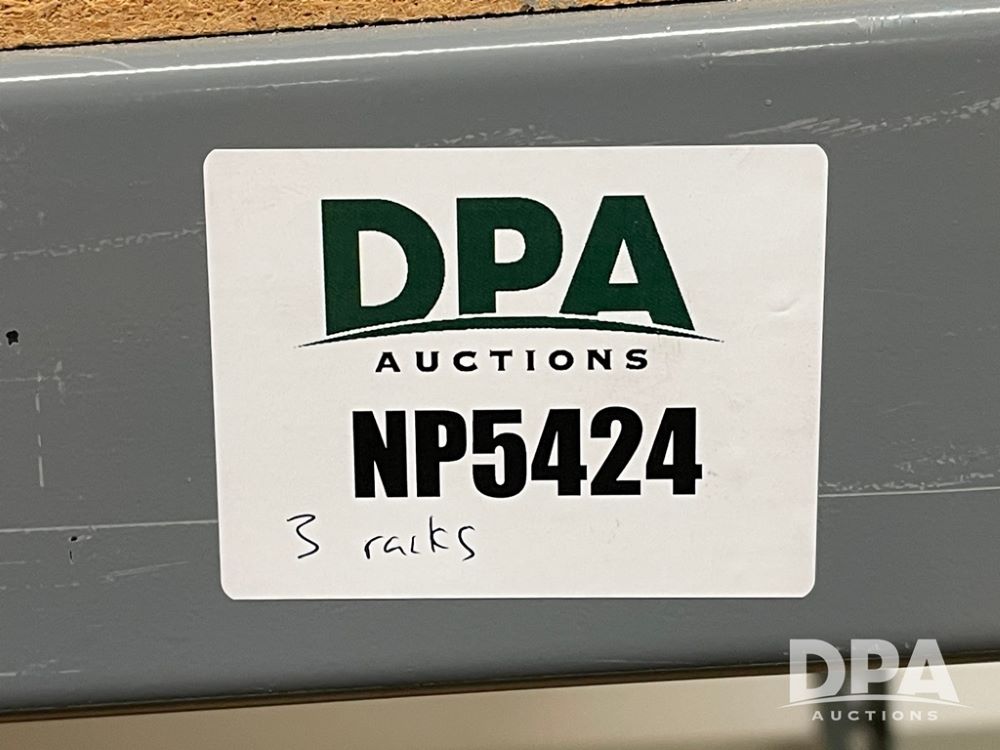 DPA
AUCTIONS
NP5424
3 racks
DPA
AUCTIONS